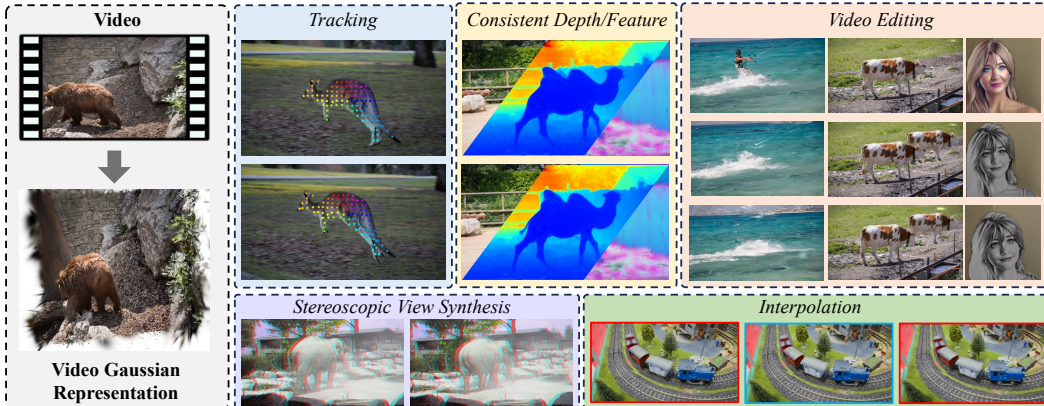 Video
Video Gaussian
Representation
Tracking
Consistent Depth/Feature
Video Editing
Stereoscopic View Synthesis
Interpolation